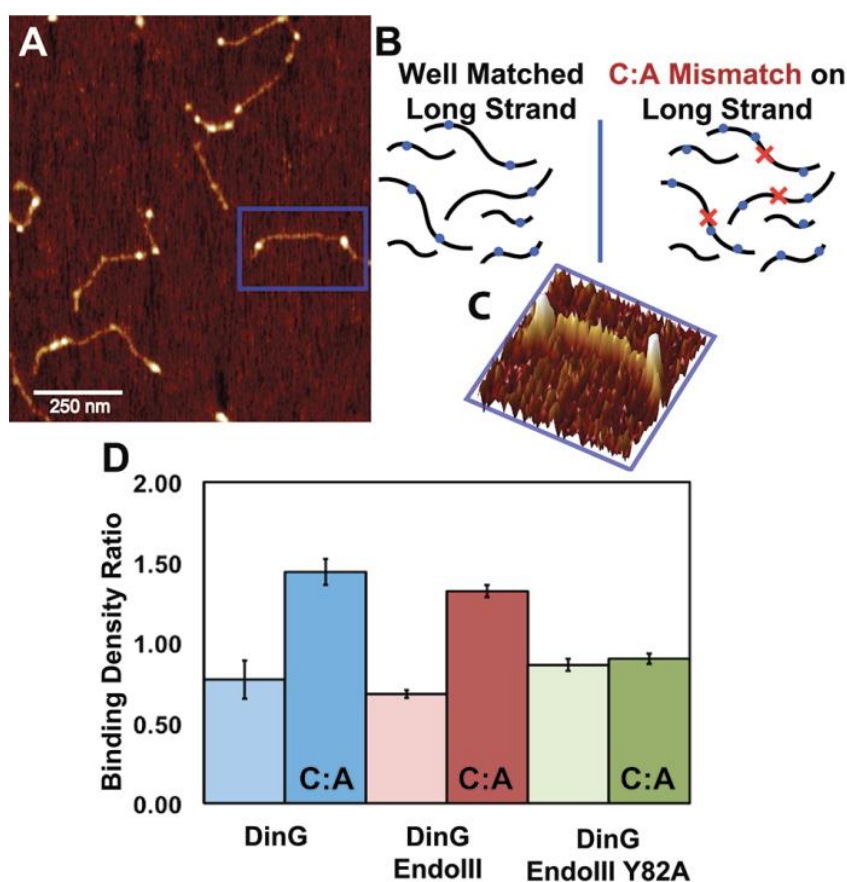 A
250 nm
B
Well Matched
Long Strand
C:A Mismatch on
Long Strand
C
D
Binding Density Ratio
2.00
1.50
1.00
0.50
0.00
C:A
C:A
C:A
DinG
DinG
EndoIII
DinG
EndoIII Y82A